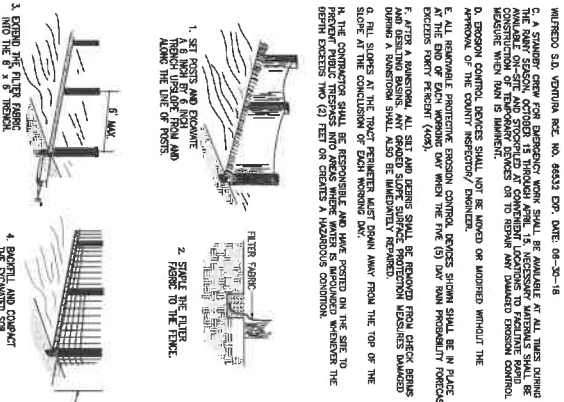 WILFREDO S.D. VENTURA RCE. NO. 66532 EXP. DATE: 06-30-18
C. A STANDBY CREW FOR EMERGENCY WORK SHALL BE AVAILABLE AT ALL TIMES DURING
THE RAINY SEASON, OCTOBER 15 THROUGH APRIL 15. NECESSARY MATERIALS SHALL BE
AVAILABLE ON-SITE AND STOCKPILED AT CONVENIENT LOCATIONS TO FACILITATE RAPID
CONSTRUCTION OF TEMPORARY DEVICES OR TO REPAIR ANY DAMAGED EROSION CONTROL
MEASURE WHEN RAIN IS IMMINENT.
D. EROSION CONTROL DEVICES SHALL NOT BE MOVED OR MODIFIED WITHOUT THE
APPROVAL OF THE COUNTY INSPECTOR/ ENGINEER.
E. ALL REMOVABLE PROTECTIVE EROSION CONTROL DEVICES SHOWN SHALL BE IN PLACE
AT THE END OF EACH WORKING DAY WHEN THE FIVE (5) DAY RAIN PROBABILITY FORECAS
EXCEEDS FORTY PERCENT (40%).
F. AFTER A RAINSTORM, ALL SILT AND DEBRIS SHALL BE REMOVED FROM CHECK BERMS
AND DESILTING BASINS. ANY GRADED SLOPE SURFACE PROTECTION MEASURES DAMAGED
DURING A RAINSTORM SHALL ALSO BE IMMEDIATELY REPAIRED.
G. FILL SLOPES AT THE TRACT PERIMETER MUST DRAIN AWAY FROM THE TOP OF THE
SLOPE AT THE CONCLUSION OF EACH WORKING DAY.
H. THE CONTRACTOR SHALL BE RESPONSIBLE AND HAVE POSTED ON THE SITE TO
PREVENT PUBLIC TRESPASS INTO AREAS WHERE WATER IS IMPOUNDED WHENEVER THE
DEPTH EXCEEDS TWO (2) FEET OR CREATES A HAZARDOUS CONDITION.
1. SET POSTS AND EXCAVATE
A 6 INCH x 6 INCH
TRENCH UPSLOPE FROM AND
ALONG THE LINE OF POSTS.
FILTER FABRIC
2. STAPLE THE FILTER
FABRIC TO THE FENCE.
6' MAX.
3. EXTEND THE FILTER FABRIC
INTO THE 6" x 6" TRENCH.
4. BACKFILL AND COMPACT
THE EXCAVATED SOIL